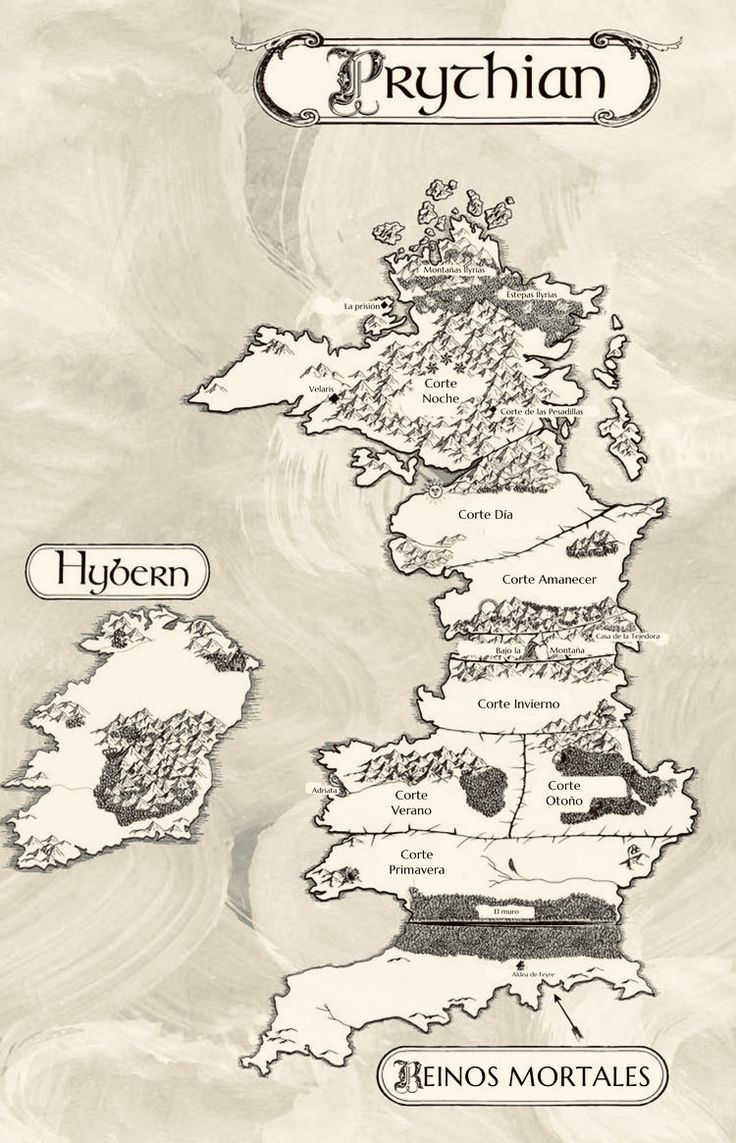 Prythian
Montañas Ilyrias
Estepas Ilyrias
La prisión
Velaris
Corte
Noche
Corte de las Pesadillas
Corte Día
Hybern
Corte Amanecer
Casa de la Tejedora
Bajo la Montaña
Corte Invierno
Adriata
Corte
Verano
Corte
Otoño
Corte
Primavera
El muro
Aldea de Feyre
REINOS MORTALES